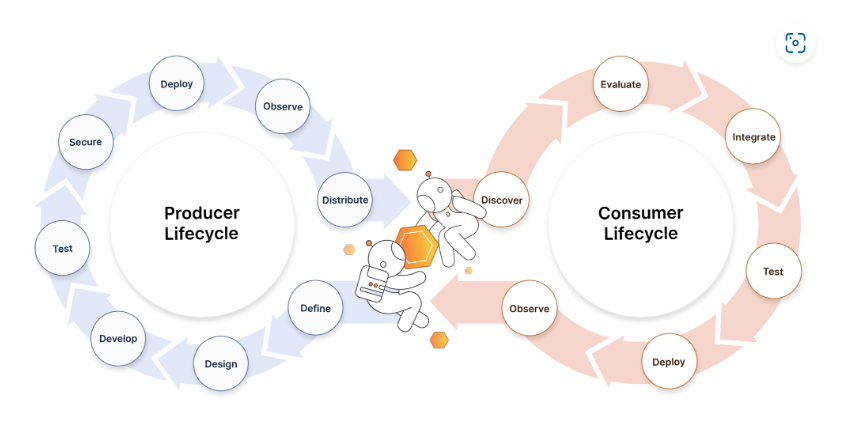 Producer
Lifecycle
Define
Design
Develop
Test
Secure
Deploy
Observe
Distribute
Consumer
Lifecycle
Discover
Evaluate
Integrate
Test
Deploy
Observe